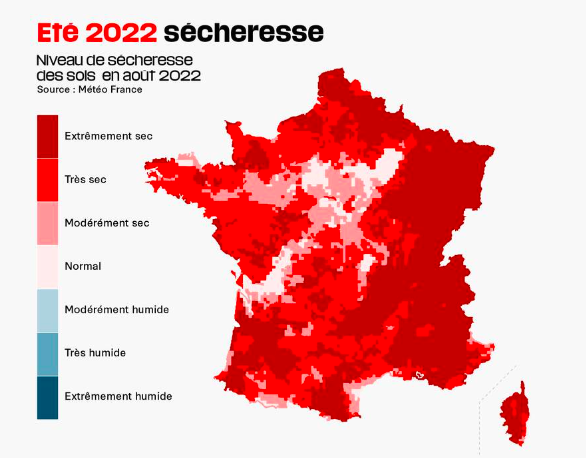 Eté 2022 sécheresse
Niveau de sécheresse
des sols en août 2022
Source : Météo France
Extrêmement sec
Très sec
Modérément sec
Normal
Modérément humide
Très humide
Extrêmement humide